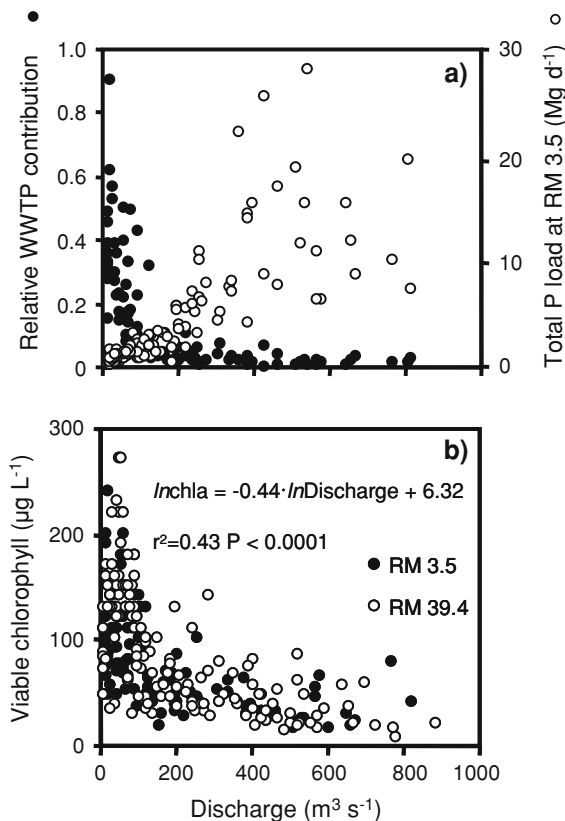 Relative WWTP contribution
1.0
0.8
0.6
0.4
0.2
0
a)
30
20
10
0
Total P load at RM 3.5 (Mg d⁻¹)
Viable chlorophyll (µg L⁻¹)
300
200
100
0
b)
lnchla = -0.44·lnDischarge + 6.32
r²=0.43 P < 0.0001
RM 3.5
RM 39.4
0 200 400 600 800 1000
Discharge (m³ s⁻¹)